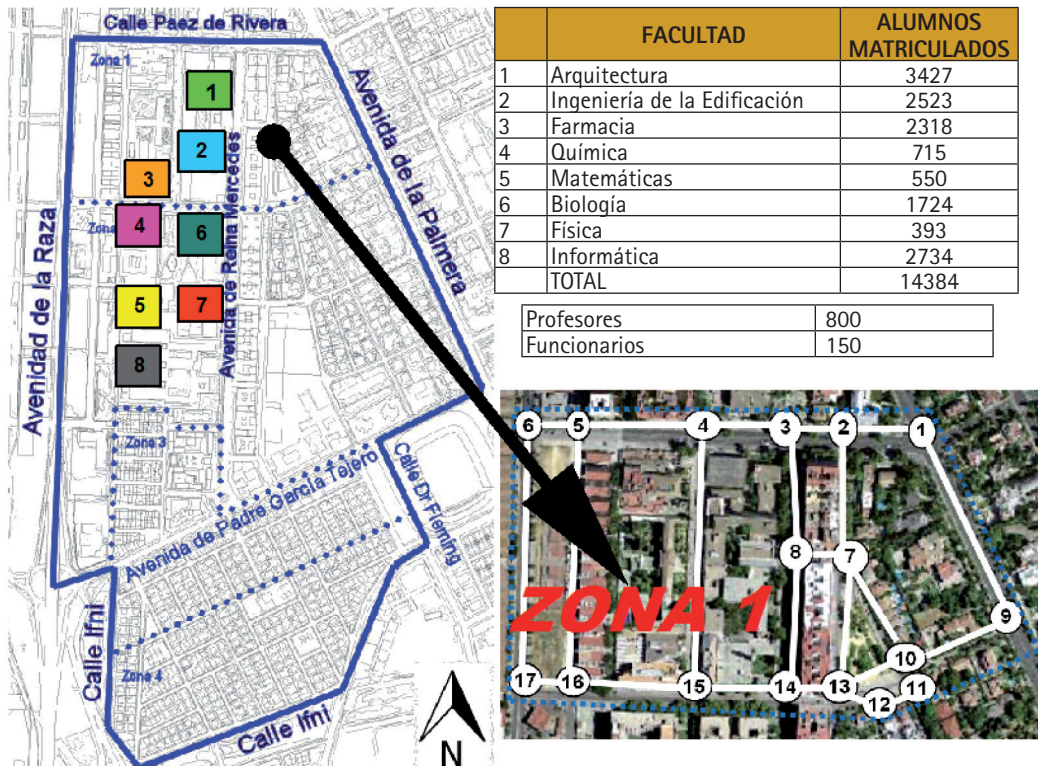 Calle Paez de Rivera
Zona 1
1
2
3
4
5
6
7
8
Zona
Zona 3
Zona 4
Avenida de la Palmera
Avenida de Reina Mercedes
Avenidad de la Raza
Avenida de Padre García Tejero
Calle Dr Fleming
Calle Ifni
Calle Ifni
N
FACULTAD ALUMNOS
MATRICULADOS
1 Arquitectura 3427
2 Ingeniería de la Edificación 2523
3 Farmacia 2318
4 Química 715
5 Matemáticas 550
6 Biología 1724
7 Física 393
8 Informática 2734
TOTAL 14384
Profesores 800
Funcionarios 150
6 5 4 3 2 1
8 7
ZONA 1
9
10
17 16 15 14 13 12 11